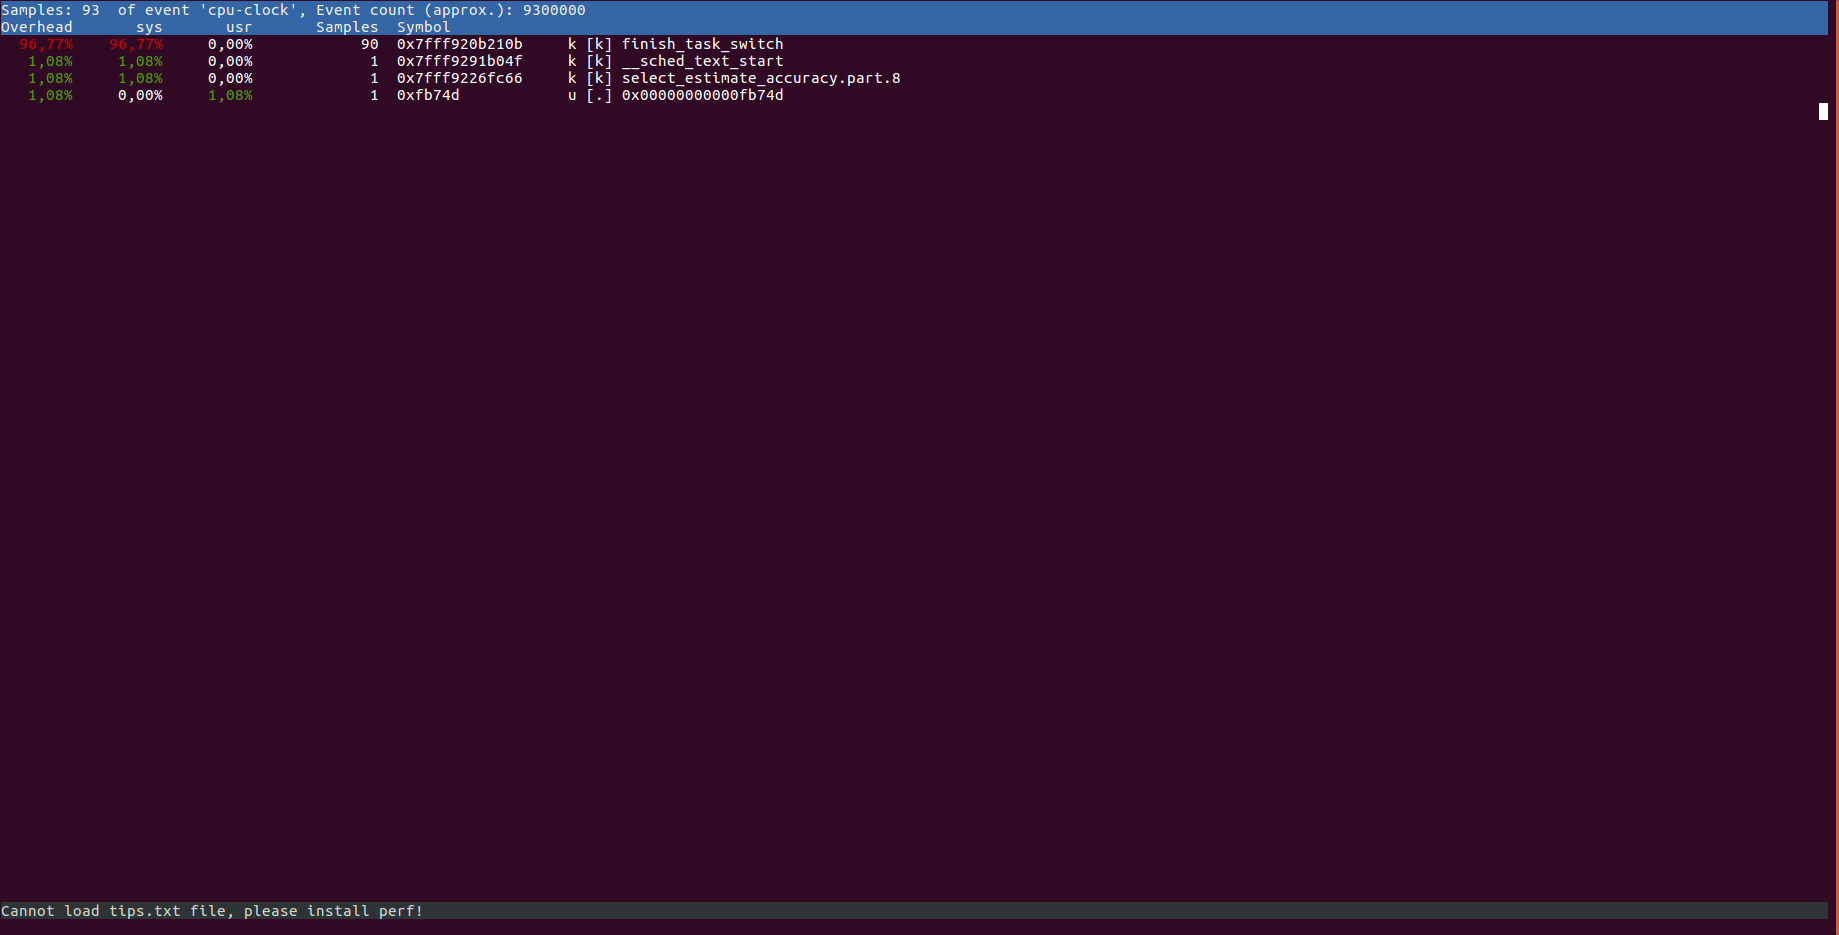 Samples: 93  of event 'cpu-clock', Event count (approx.): 9300000
Overhead       sys       usr       Samples  Symbol
  96,77%    96,77%     0,00%            90  0x7fff920b210b     k [k] finish_task_switch
   1,08%     1,08%     0,00%             1  0x7fff9291b04f     k [k] __sched_text_start
   1,08%     1,08%     0,00%             1  0x7fff9226fc66     k [k] select_estimate_accuracy.part.8
   1,08%     0,00%     1,08%             1  0xfb74d            u [.] 0x00000000000fb74d
Cannot load tips.txt file, please install perf!